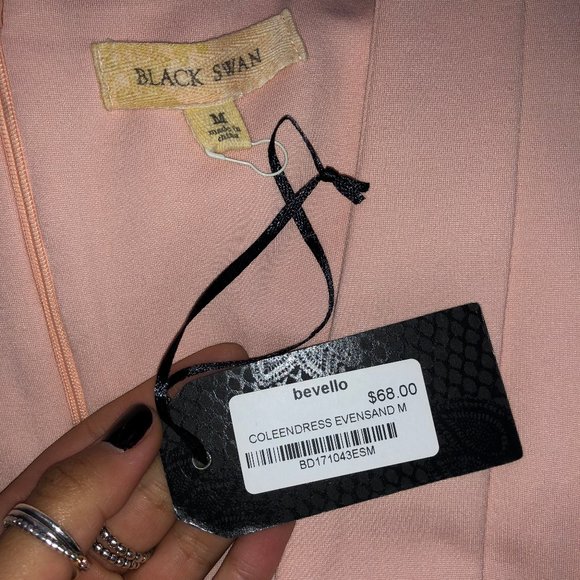 BLACK SWAN
M
made in
china
bevello
$68.00
COLEENDRESS EVENSAND M
BD171043ESM